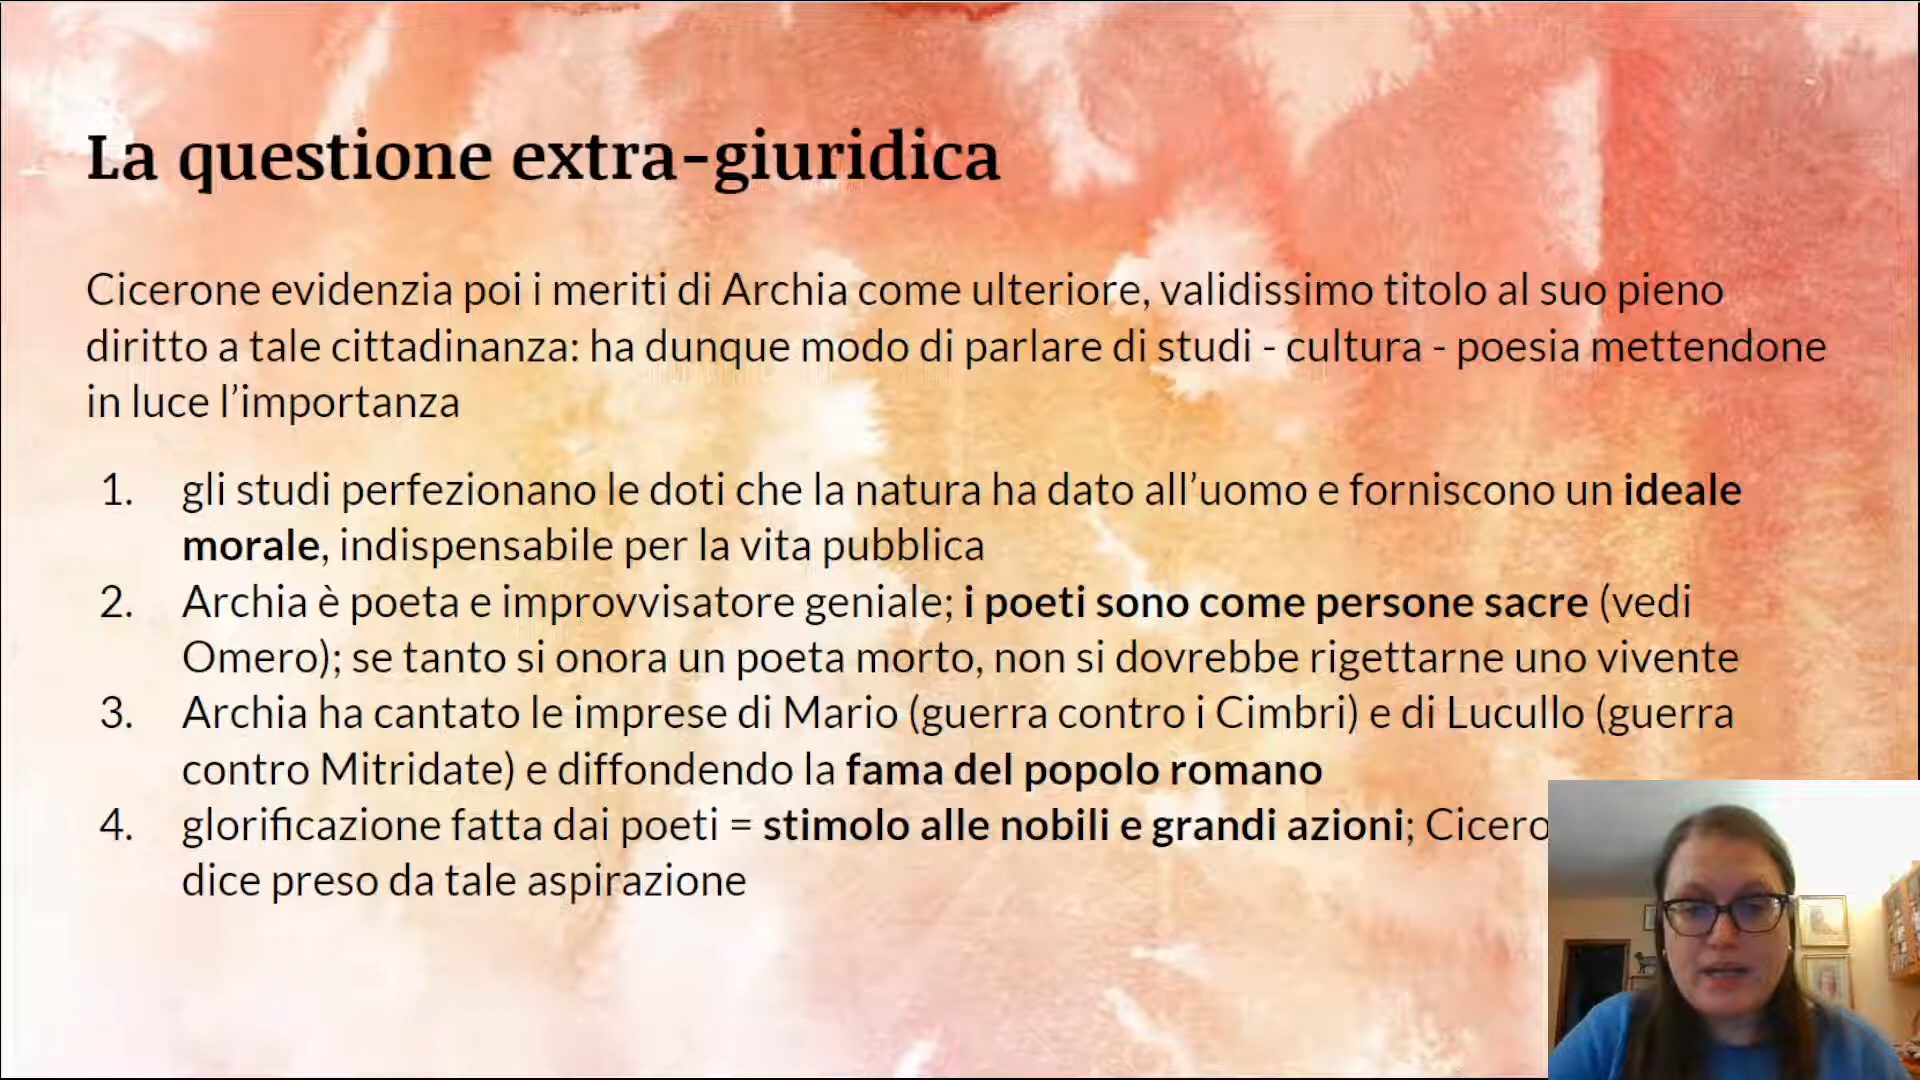 La questione extra-giuridica
Cicerone evidenzia poi i meriti di Archia come ulteriore, validissimo titolo al suo pieno
diritto a tale cittadinanza: ha dunque modo di parlare di studi - cultura - poesia mettendone
in luce l’importanza
1. gli studi perfezionano le doti che la natura ha dato all’uomo e forniscono un ideale
morale, indispensabile per la vita pubblica
2. Archia è poeta e improvvisatore geniale; i poeti sono come persone sacre (vedi
Omero); se tanto si onora un poeta morto, non si dovrebbe rigettarne uno vivente
3. Archia ha cantato le imprese di Mario (guerra contro i Cimbri) e di Lucullo (guerra
contro Mitridate) e diffondendo la fama del popolo romano
4. glorificazione fatta dai poeti = stimolo alle nobili e grandi azioni; Cicero
dice preso da tale aspirazione